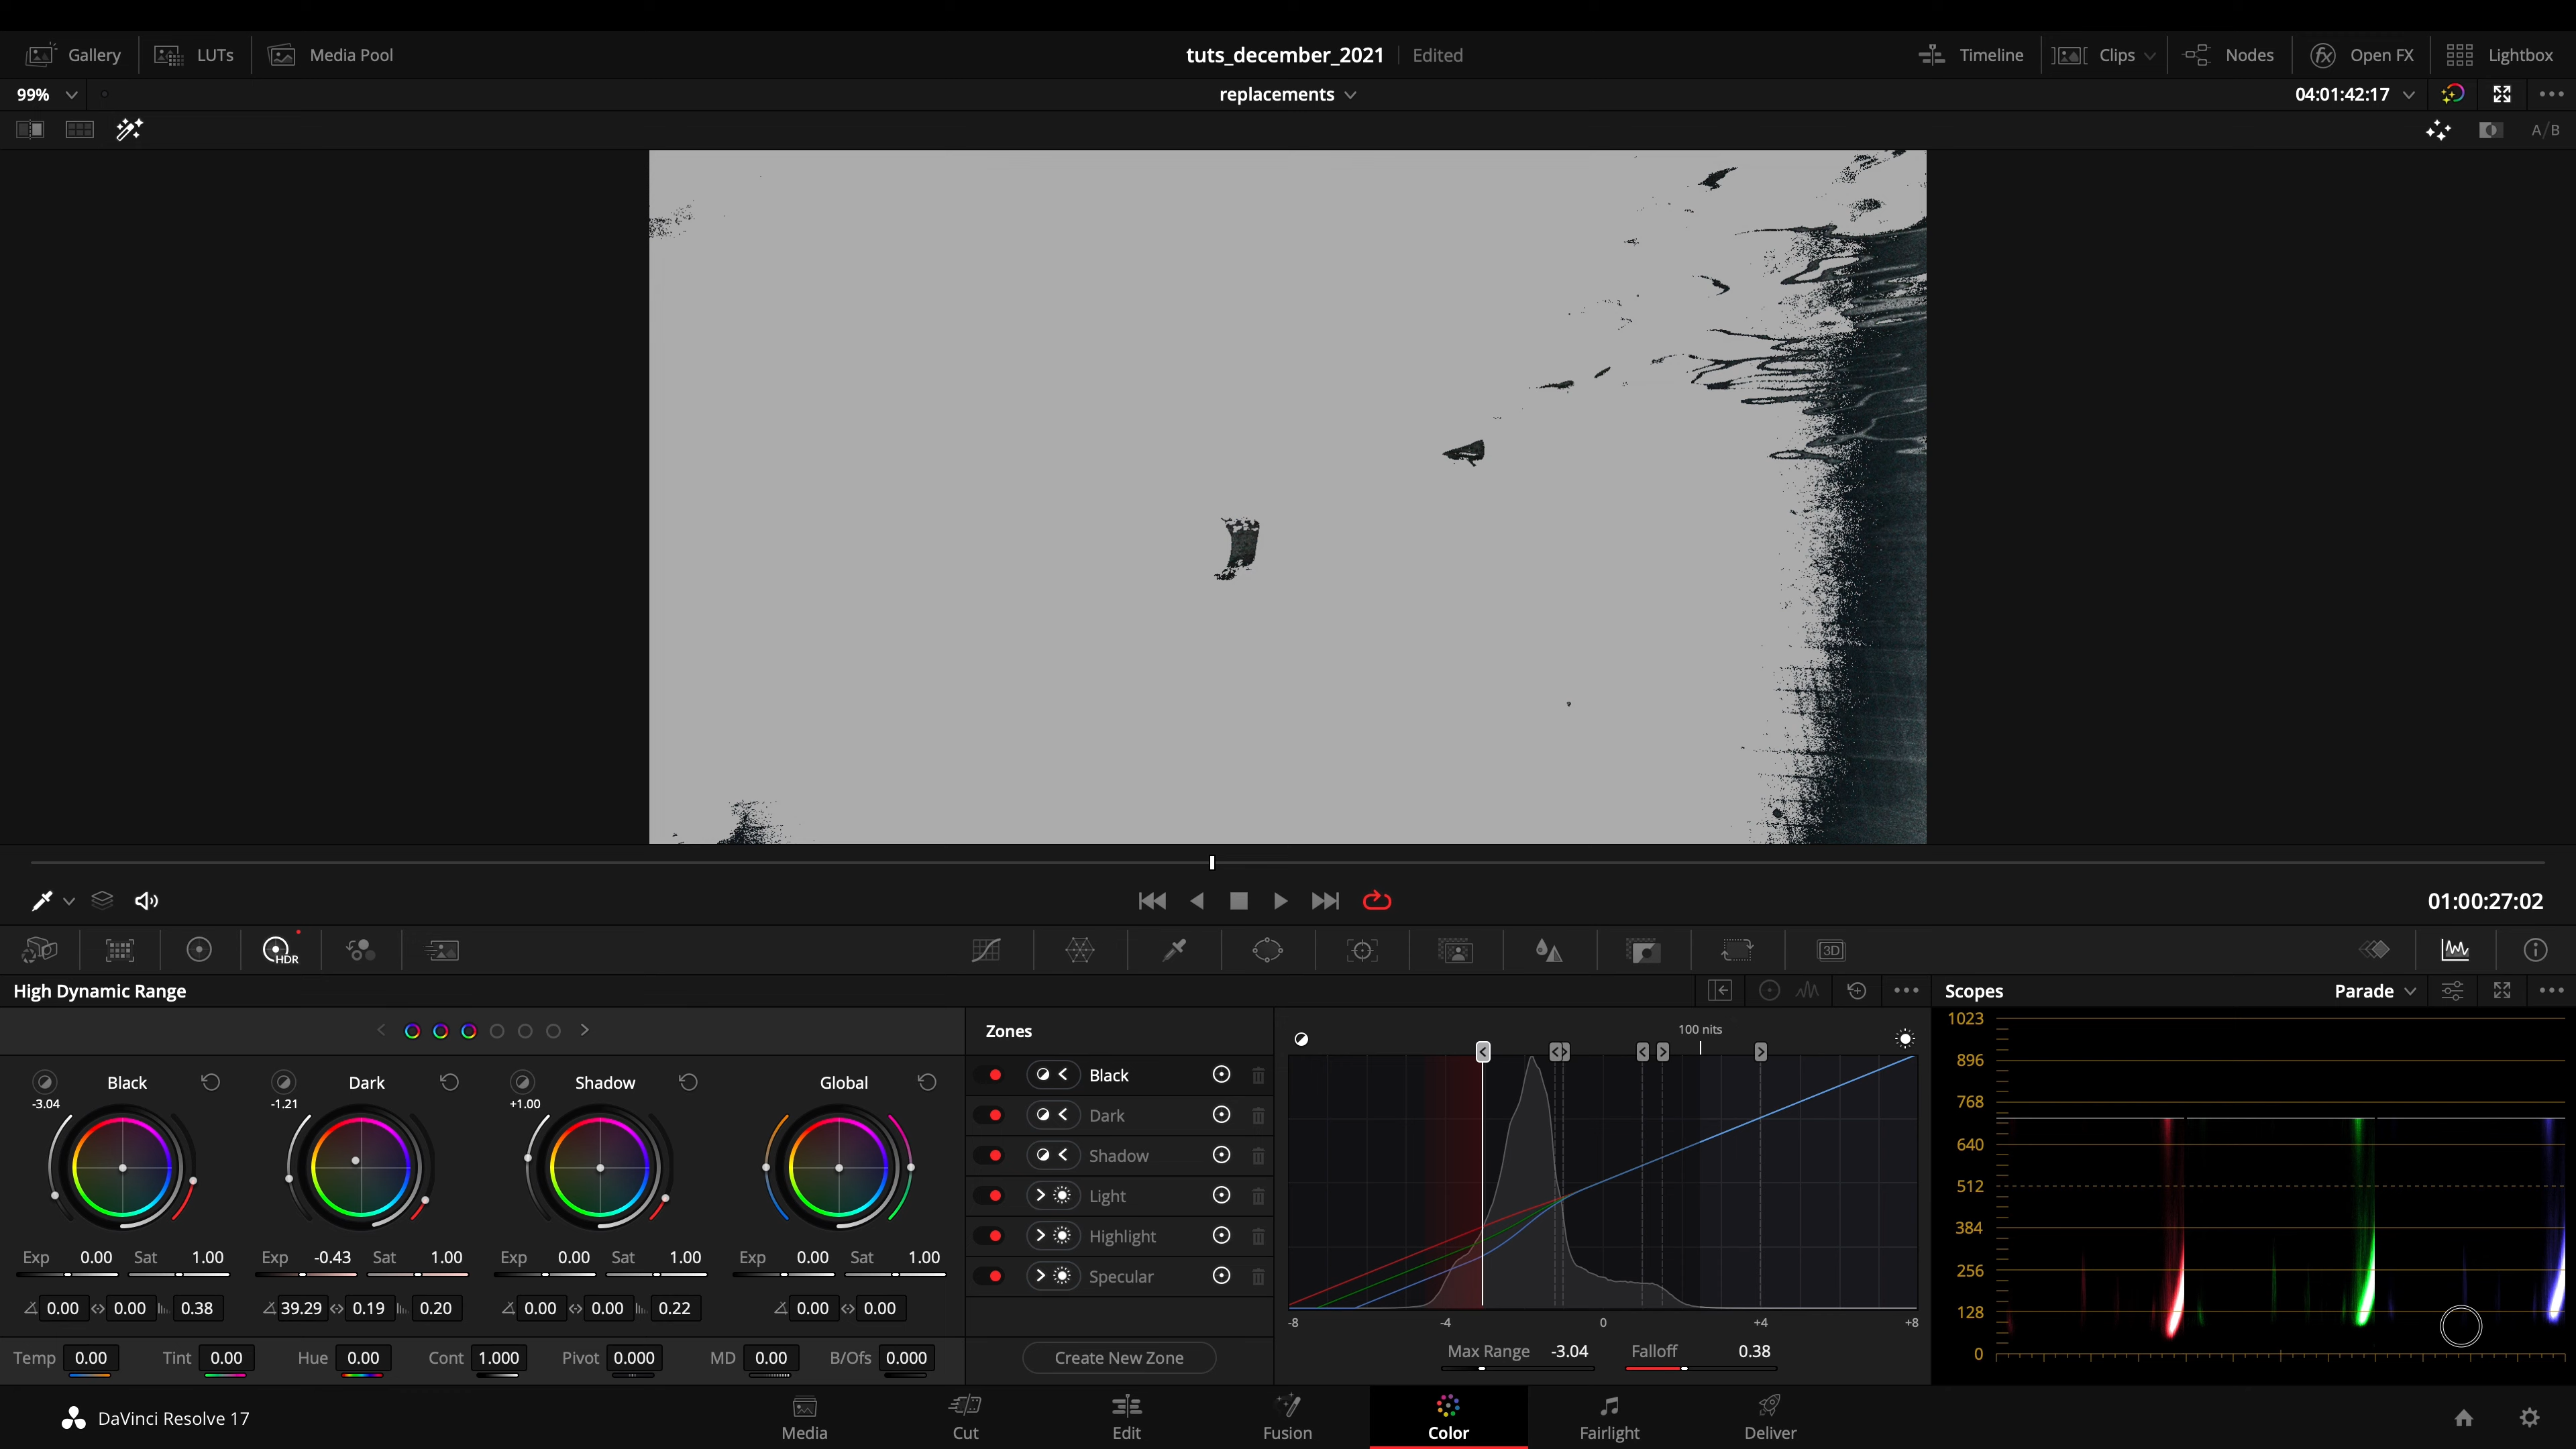 Gallery LUTs Media Pool tuts_december_2021 Edited Timeline Clips Nodes Open FX Lightbox
99% replacements 04:01:42:17
A/B
01:00:27:02
HDR 3D
High Dynamic Range Scopes Parade
Zones
100 nits
Black Dark Shadow Global
-3.04 -1.21 +1.00
Exp 0.00 Sat 1.00 Exp -0.43 Sat 1.00 Exp 0.00 Sat 1.00 Exp 0.00 Sat 1.00
0.00 0.00 0.38 39.29 0.19 0.20 0.00 0.00 0.22 0.00 0.00
Temp 0.00 Tint 0.00 Hue 0.00 Cont 1.000 Pivot 0.000 MD 0.00 B/Ofs 0.000
Black
Dark
Shadow
Light
Highlight
Specular
Create New Zone
-8 -4 0 +4 +8
Max Range -3.04 Falloff 0.38
1023
896
768
640
512
384
256
128
0
DaVinci Resolve 17 Media Cut Edit Fusion Color Fairlight Deliver